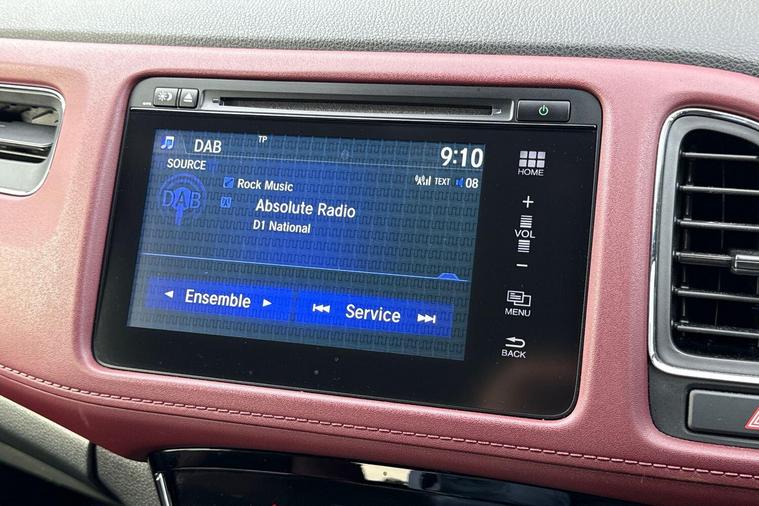 DAB
TP
9:10
SOURCE
TEXT 08
DAB
Rock Music
Absolute Radio
D1 National
Ensemble
Service
HOME
+
VOL
−
MENU
BACK